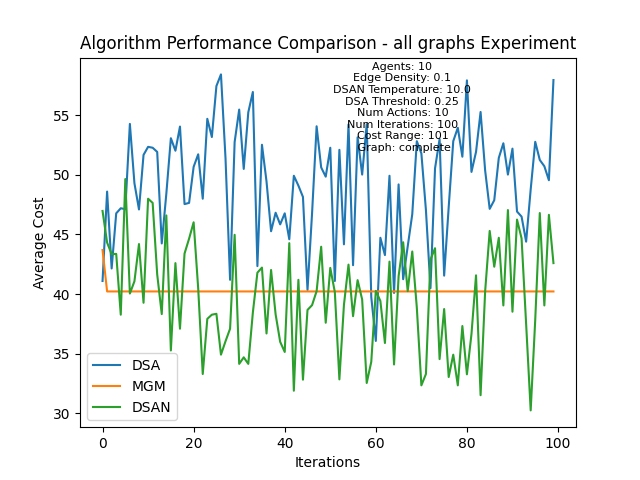 Algorithm Performance Comparison - all graphs Experiment
Agents: 10
Edge Density: 0.1
DSAN Temperature: 10.0
DSA Threshold: 0.25
Num Actions: 10
Num Iterations: 100
Cost Range: 101
Graph: complete
Average Cost
55
50
45
40
35
30
DSA
MGM
DSAN
0
20
40
60
80
100
Iterations